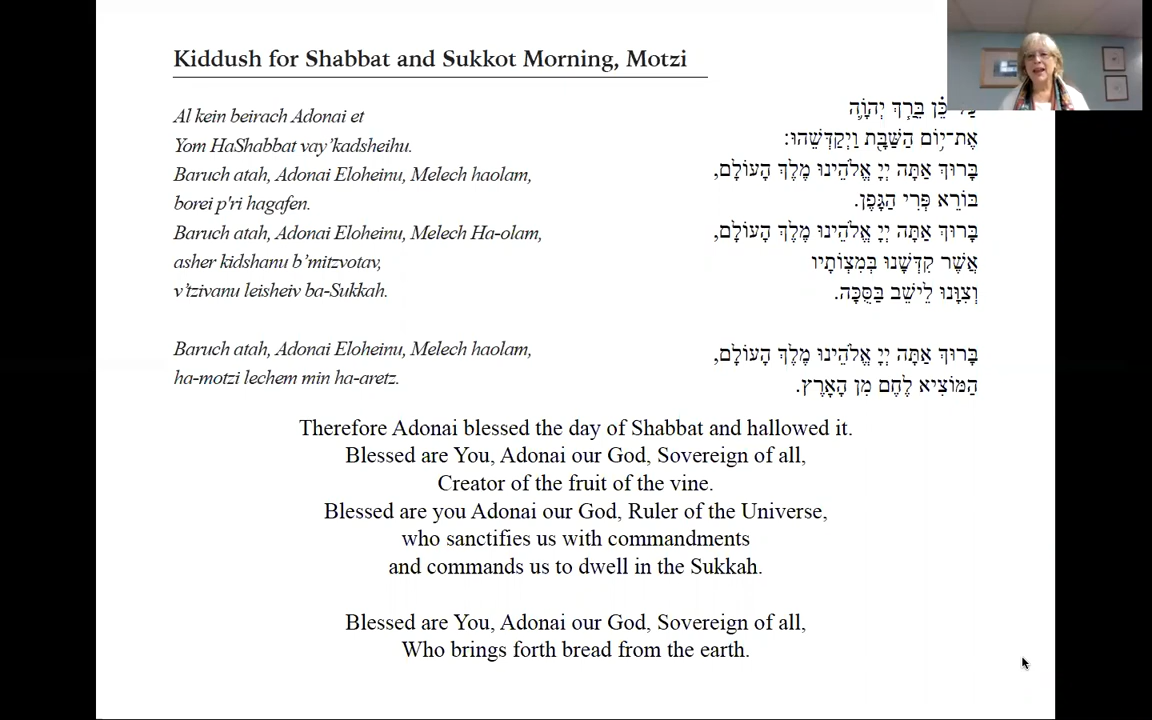 Kiddush for Shabbat and Sukkot Morning, Motzi
Al kein beirach Adonai et
Yom HaShabbat vay’kadsheihu.
Baruch atah, Adonai Eloheinu, Melech haolam,
borei p'ri hagafen.
Baruch atah, Adonai Eloheinu, Melech Ha-olam,
asher kidshanu b’mitzvotav,
v’tzivanu leisheiv ba-Sukkah.
Baruch atah, Adonai Eloheinu, Melech haolam,
ha-motzi lechem min ha-aretz.
כֵּ֗ן בֵּרַ֧ךְ יְהוָֹ֛ה
אֶת־י֥וֹם הַשַּׁבָּ֖ת וַיְקַדְּשֵֽׁהוּ׃
בָּרוּךְ אַתָּה יְיָ אֱלֹהֵינוּ מֶלֶךְ הָעוֹלָם,
בּוֹרֵא פְּרִי הַגָּפֶן.
בָּרוּךְ אַתָּה יְיָ אֱלֹהֵינוּ מֶלֶךְ הָעוֹלָם,
אֲשֶׁר קִדְּשָׁנוּ בְּמִצְוֹתָיו
וְצִוָּנוּ לֵישֵׁב בַּסֻּכָּה.
בָּרוּךְ אַתָּה יְיָ אֱלֹהֵינוּ מֶלֶךְ הָעוֹלָם,
הַמּוֹצִיא לֶחֶם מִן הָאָרֶץ.
Therefore Adonai blessed the day of Shabbat and hallowed it.
Blessed are You, Adonai our God, Sovereign of all,
Creator of the fruit of the vine.
Blessed are you Adonai our God, Ruler of the Universe,
who sanctifies us with commandments
and commands us to dwell in the Sukkah.
Blessed are You, Adonai our God, Sovereign of all,
Who brings forth bread from the earth.